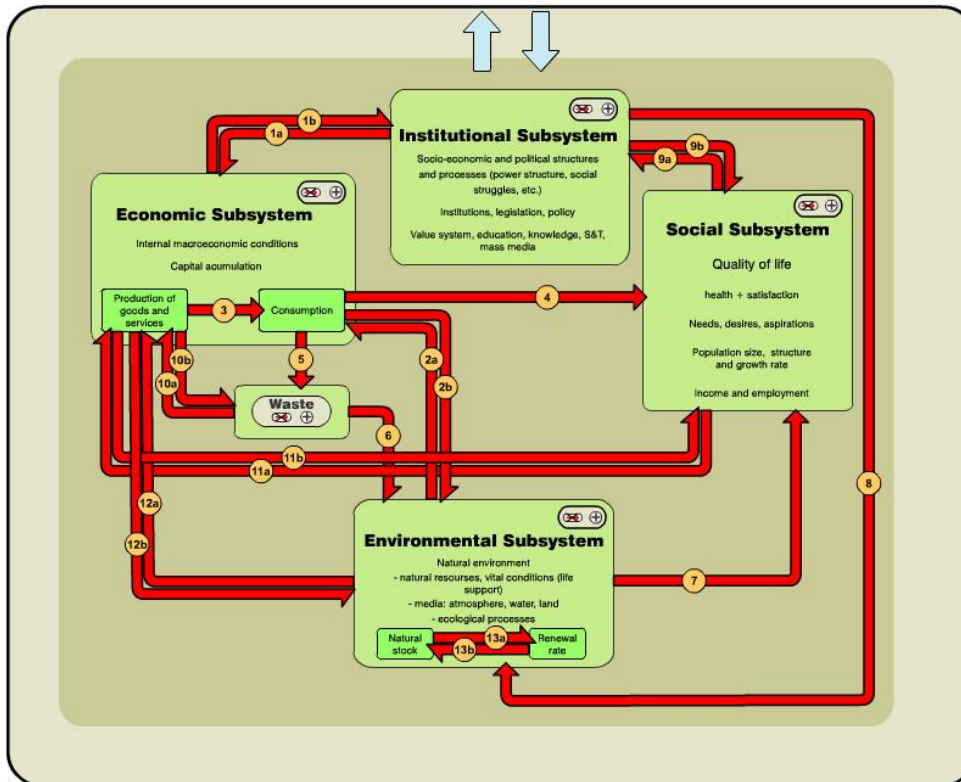 Institutional Subsystem
Socio-economic and political structures
and processes (power structure, social
struggles, etc.)
Institutions, legislation, policy
Value system, education, knowledge, S&T,
mass media
1b
1a
9b
9a
Economic Subsystem
Internal macroeconomic conditions
Capital acumulation
Production of
goods and
services
3
Consumption
4
Social Subsystem
Quality of life
health + satisfaction
Needs, desires, aspirations
Population size, structure
and growth rate
Income and employment
10b
10a
5
2a
2b
Waste
6
11b
11a
12a
12b
8
Environmental Subsystem
Natural environment
- natural resourses, vital conditions (life
support)
- media: atmosphere, water, land
- ecological processes
7
Natural
stock
13a
13b
Renewal
rate